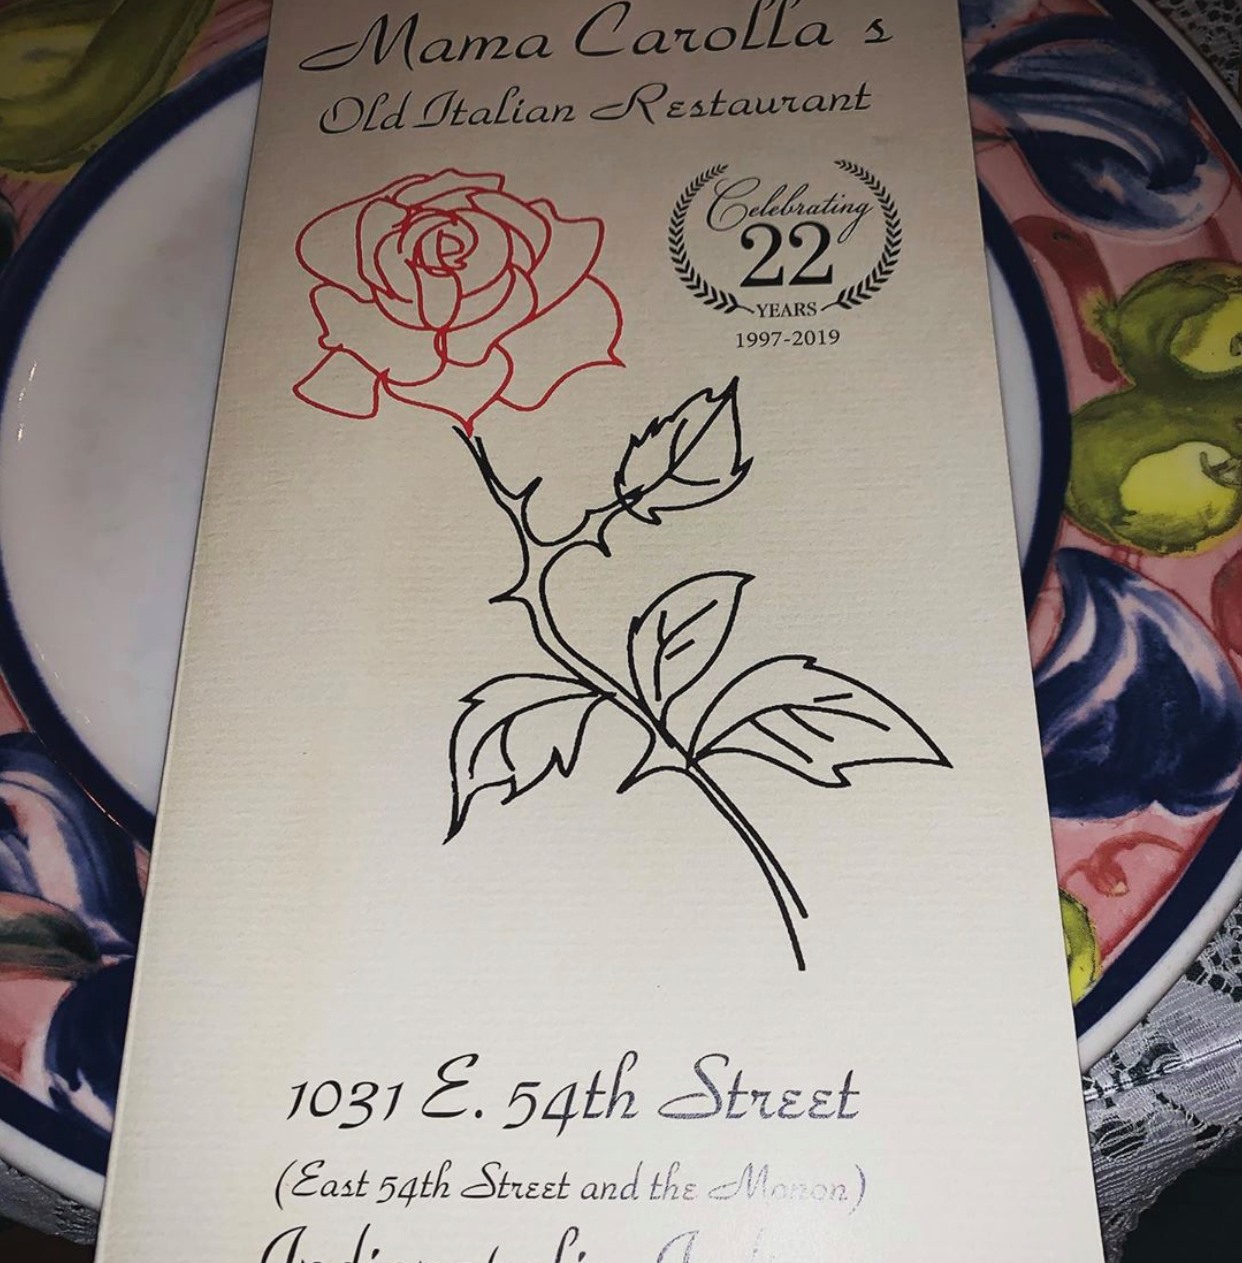 Mama Carolla s
Old Italian Restaurant
Celebrating
22
YEARS
1997-2019
1031 E. 54th Street
(East 54th Street and the Monon)